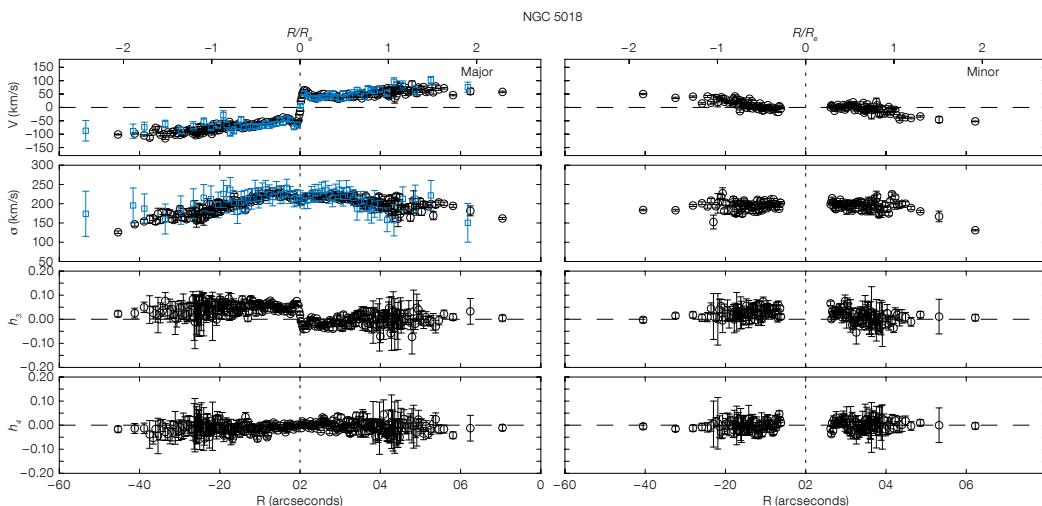 NGC 5018
R/Re
R/Re
−2 −1 0 1 2
−2 −1 0 1 2
Major
Minor
V (km/s)
150
100
50
0
−50
−100
−150
σ (km/s)
300
250
200
150
100
50
h3
0.20
0.10
0.00
−0.10
−0.20
h4
0.20
0.10
0.00
−0.10
−0.20
−60 −40 −20 02 04 06 0
−60 −40 −20 02 04 06
R (arcseconds)
R (arcseconds)